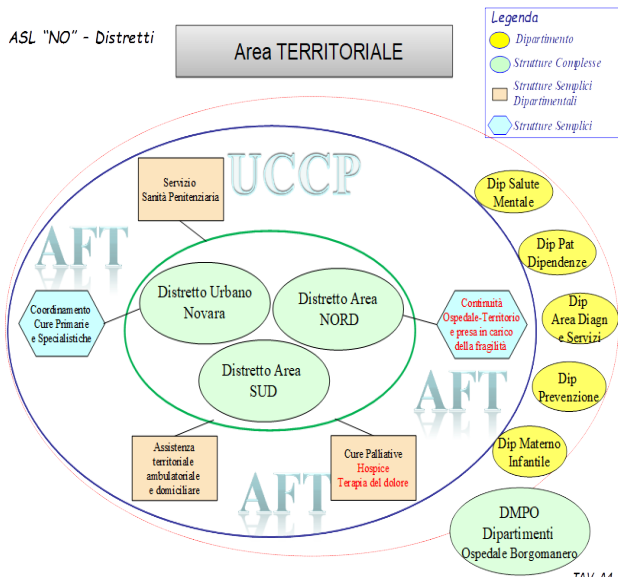 ASL "NO" - Distretti
Area TERRITORIALE
Legenda
Dipartimento
Strutture Complesse
Strutture Semplici
Dipartimentali
Strutture Semplici
UCCP
Servizio
Sanità Penitenziaria
Dip Salute
Mentale
AFT
Dip Pat
Dipendenze
Distretto Urbano
Novara
Distretto Area
NORD
Coordinamento
Cure Primarie
e Specialistiche
Continuità
Ospedale-Territorio
e presa in carico
della fragilità
Dip
Area Diagn
e Servizi
Distretto Area
SUD
AFT
Dip
Prevenzione
Assistenza
territoriale
ambulatoriale
e domiciliare
Cure Palliative
Hospice
Terapia del dolore
Dip Materno
Infantile
AFT
DMPO
Dipartimenti
Ospedale Borgomanero